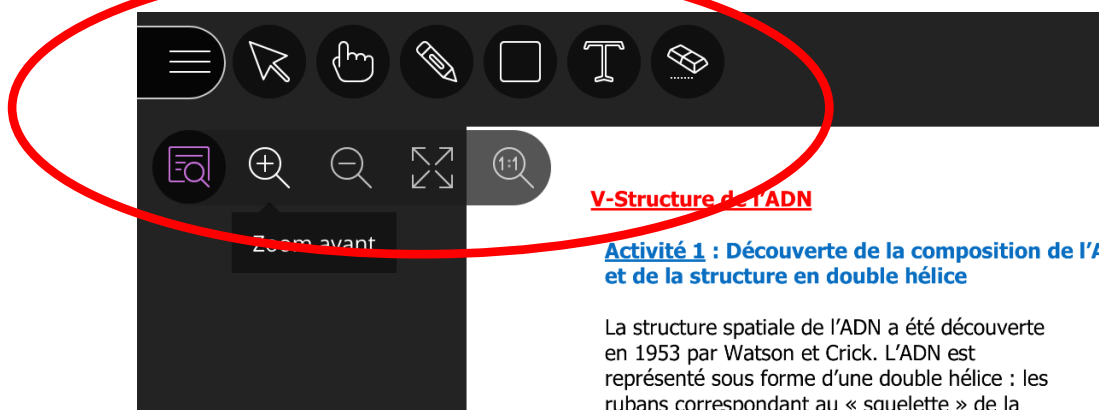 T
1:1
Zoom avant
V-Structure de l'ADN
Activité 1 : Découverte de la composition de l'A
et de la structure en double hélice
La structure spatiale de l'ADN a été découverte
en 1953 par Watson et Crick. L'ADN est
représenté sous forme d'une double hélice : les
rubans correspondant au « squelette » de la